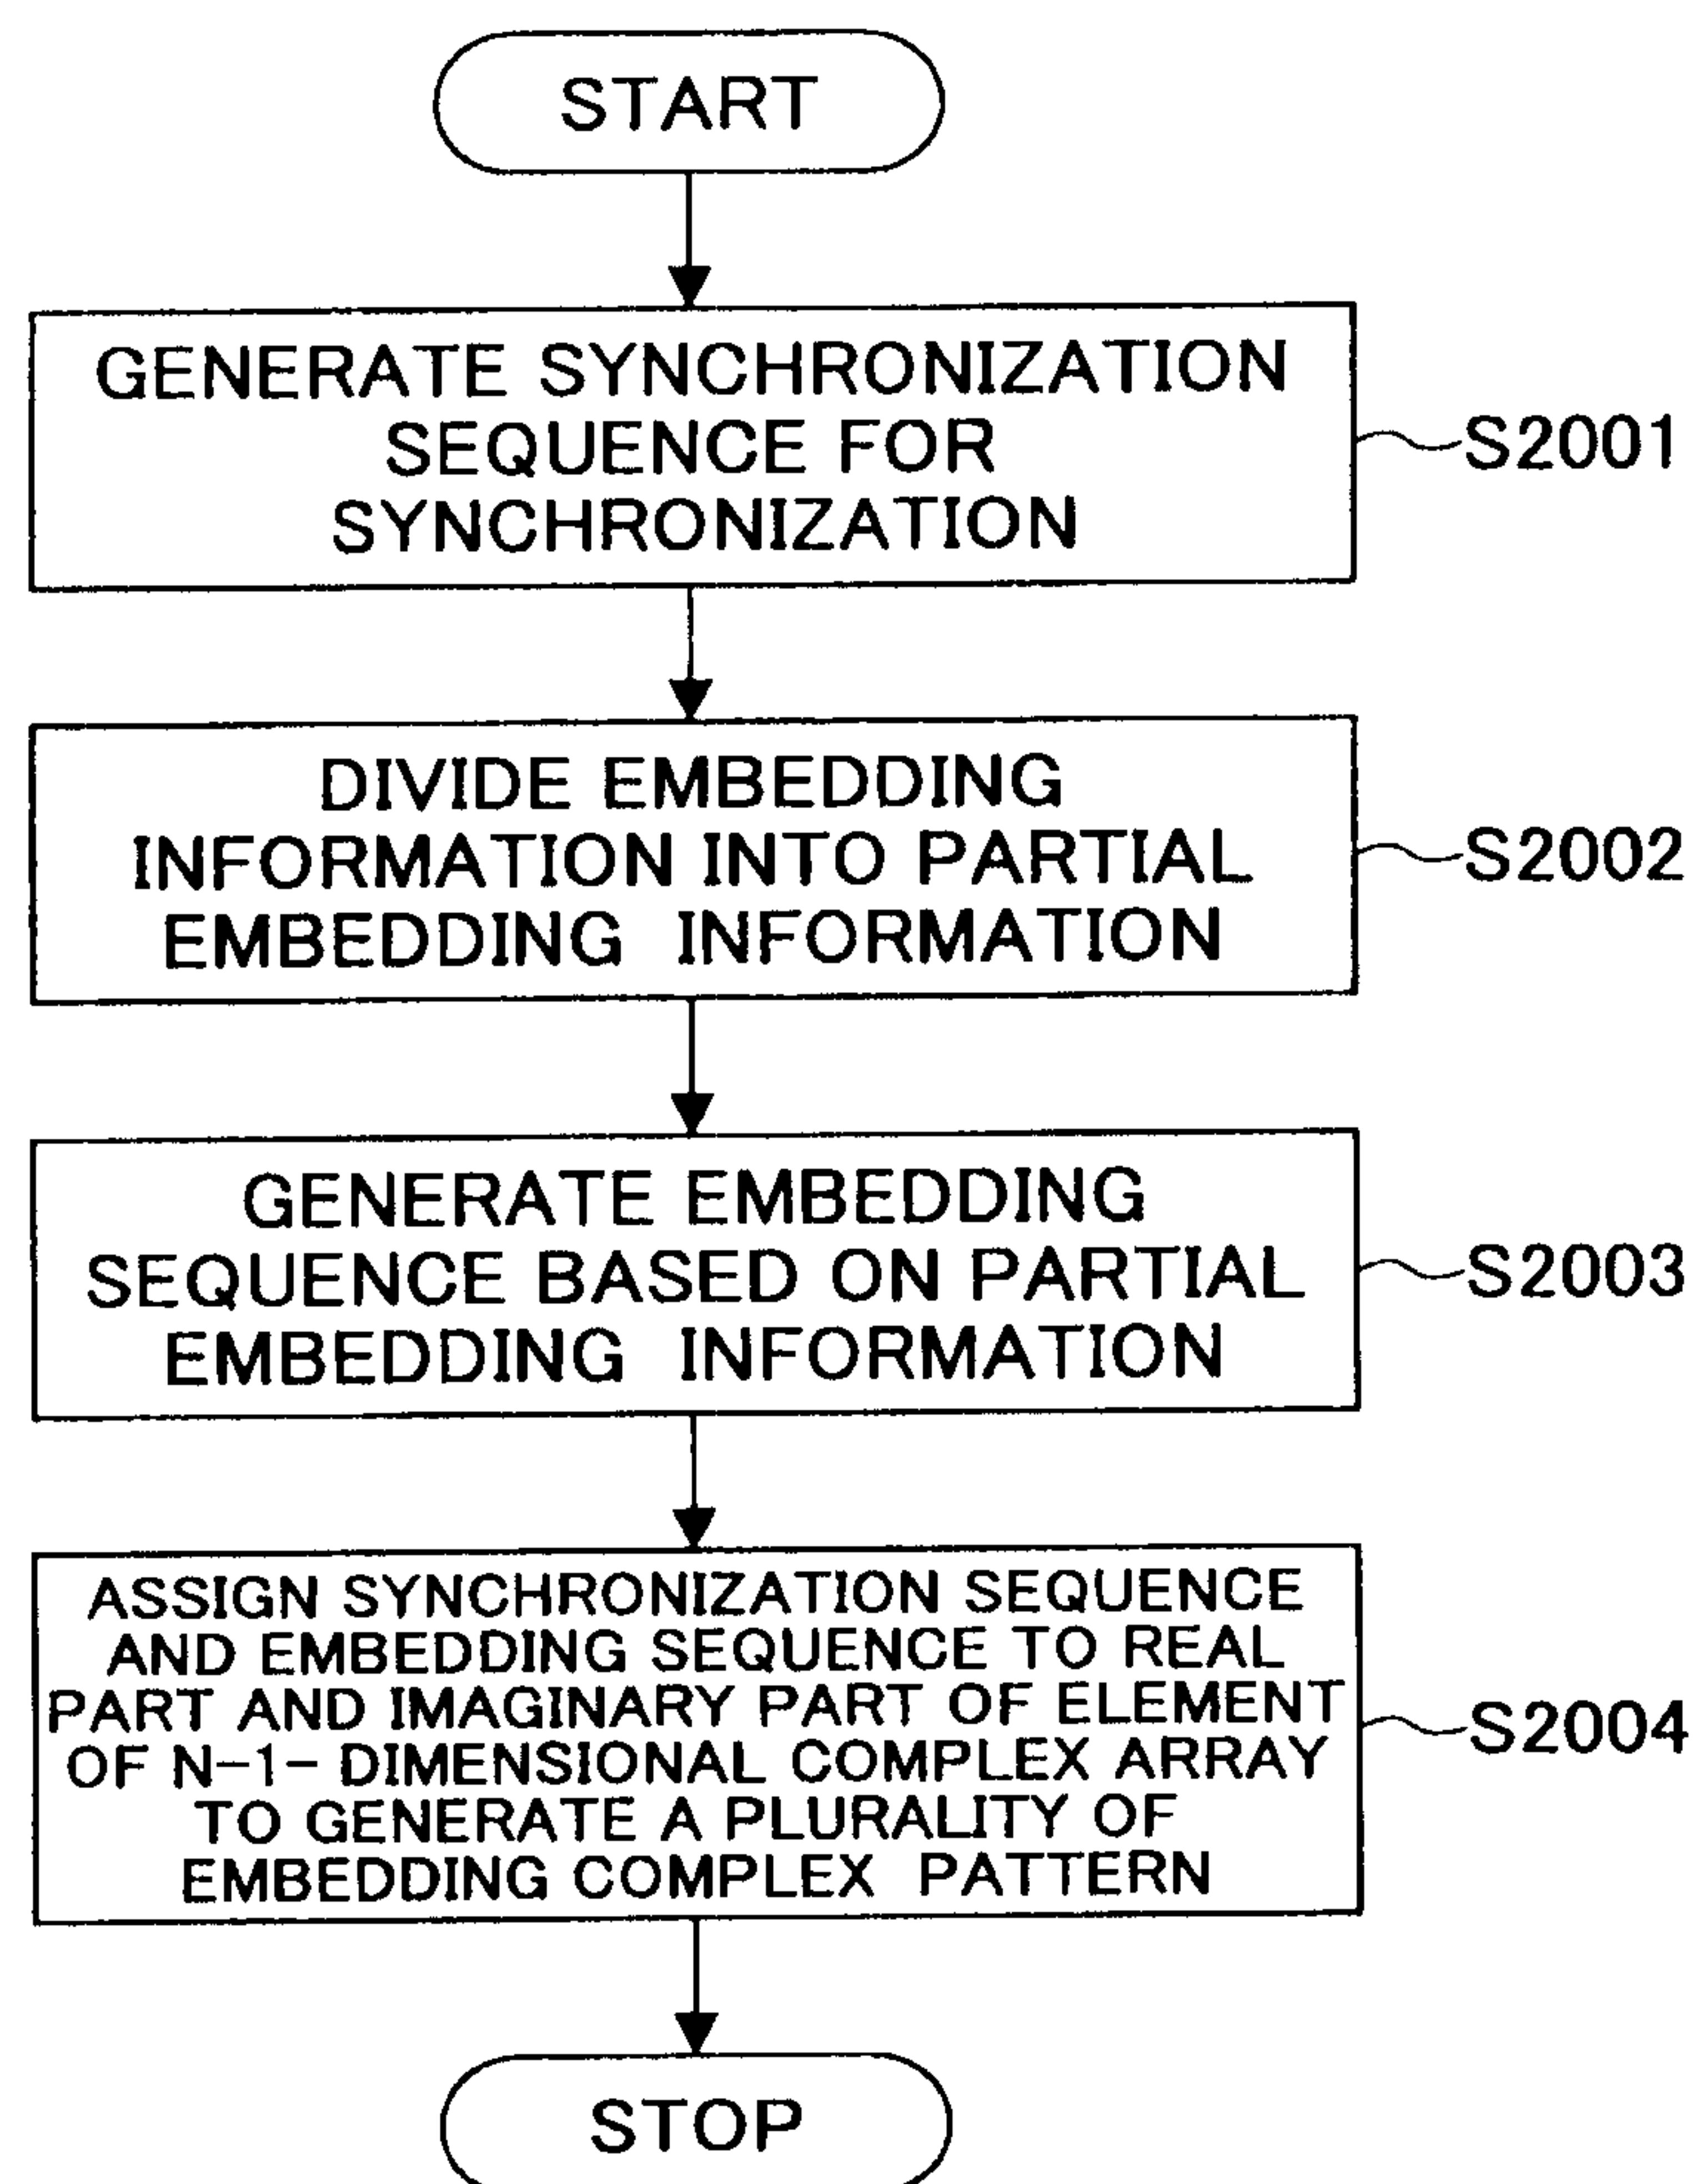 START
GENERATE SYNCHRONIZATION
SEQUENCE FOR
SYNCHRONIZATION
S2001
DIVIDE EMBEDDING
INFORMATION INTO PARTIAL
EMBEDDING INFORMATION
S2002
GENERATE EMBEDDING
SEQUENCE BASED ON PARTIAL
EMBEDDING INFORMATION
S2003
ASSIGN SYNCHRONIZATION SEQUENCE
AND EMBEDDING SEQUENCE TO REAL
PART AND IMAGINARY PART OF ELEMENT
OF N-1- DIMENSIONAL COMPLEX ARRAY
TO GENERATE A PLURALITY OF
EMBEDDING COMPLEX PATTERN
S2004
STOP